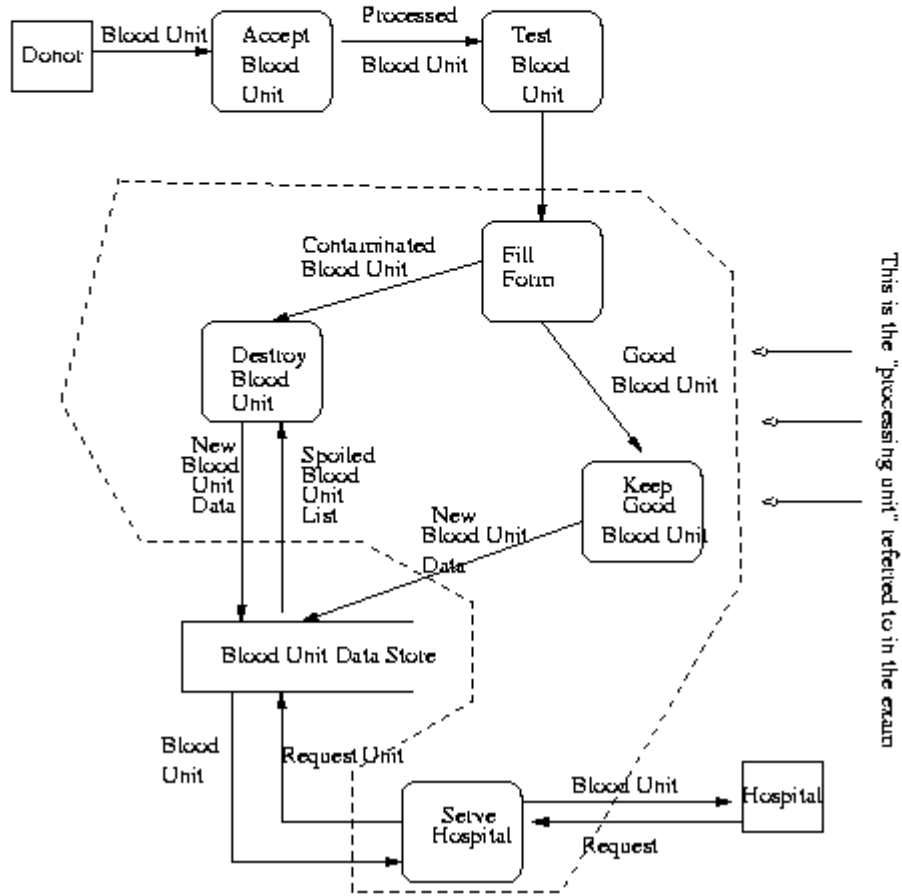 Donor
Blood Unit
Accept
Blood
Unit
Processed
Blood Unit
Test
Blood
Unit
Fill
Form
Contaminated
Blood Unit
Destroy
Blood
Unit
Good
Blood Unit
Keep
Good
Blood Unit
New
Blood
Unit
Data
Spoiled
Blood
Unit
List
New
Blood Unit
Data
Blood Unit Data Store
Blood
Unit
Request Unit
Serve
Hospital
Blood Unit
Request
Hospital
This is the "processing unit" referred to in the exam